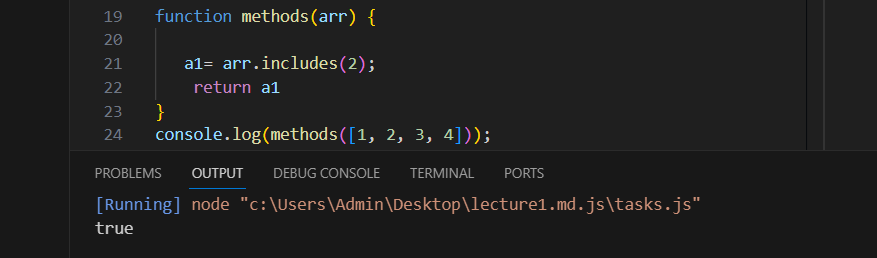 19 function methods(arr) {
20
21 a1= arr.includes(2);
22 return a1
23 }
24 console.log(methods([1, 2, 3, 4]));
PROBLEMS OUTPUT DEBUG CONSOLE TERMINAL PORTS
[Running] node "c:\Users\Admin\Desktop\lecture1.md.js\tasks.js"
true